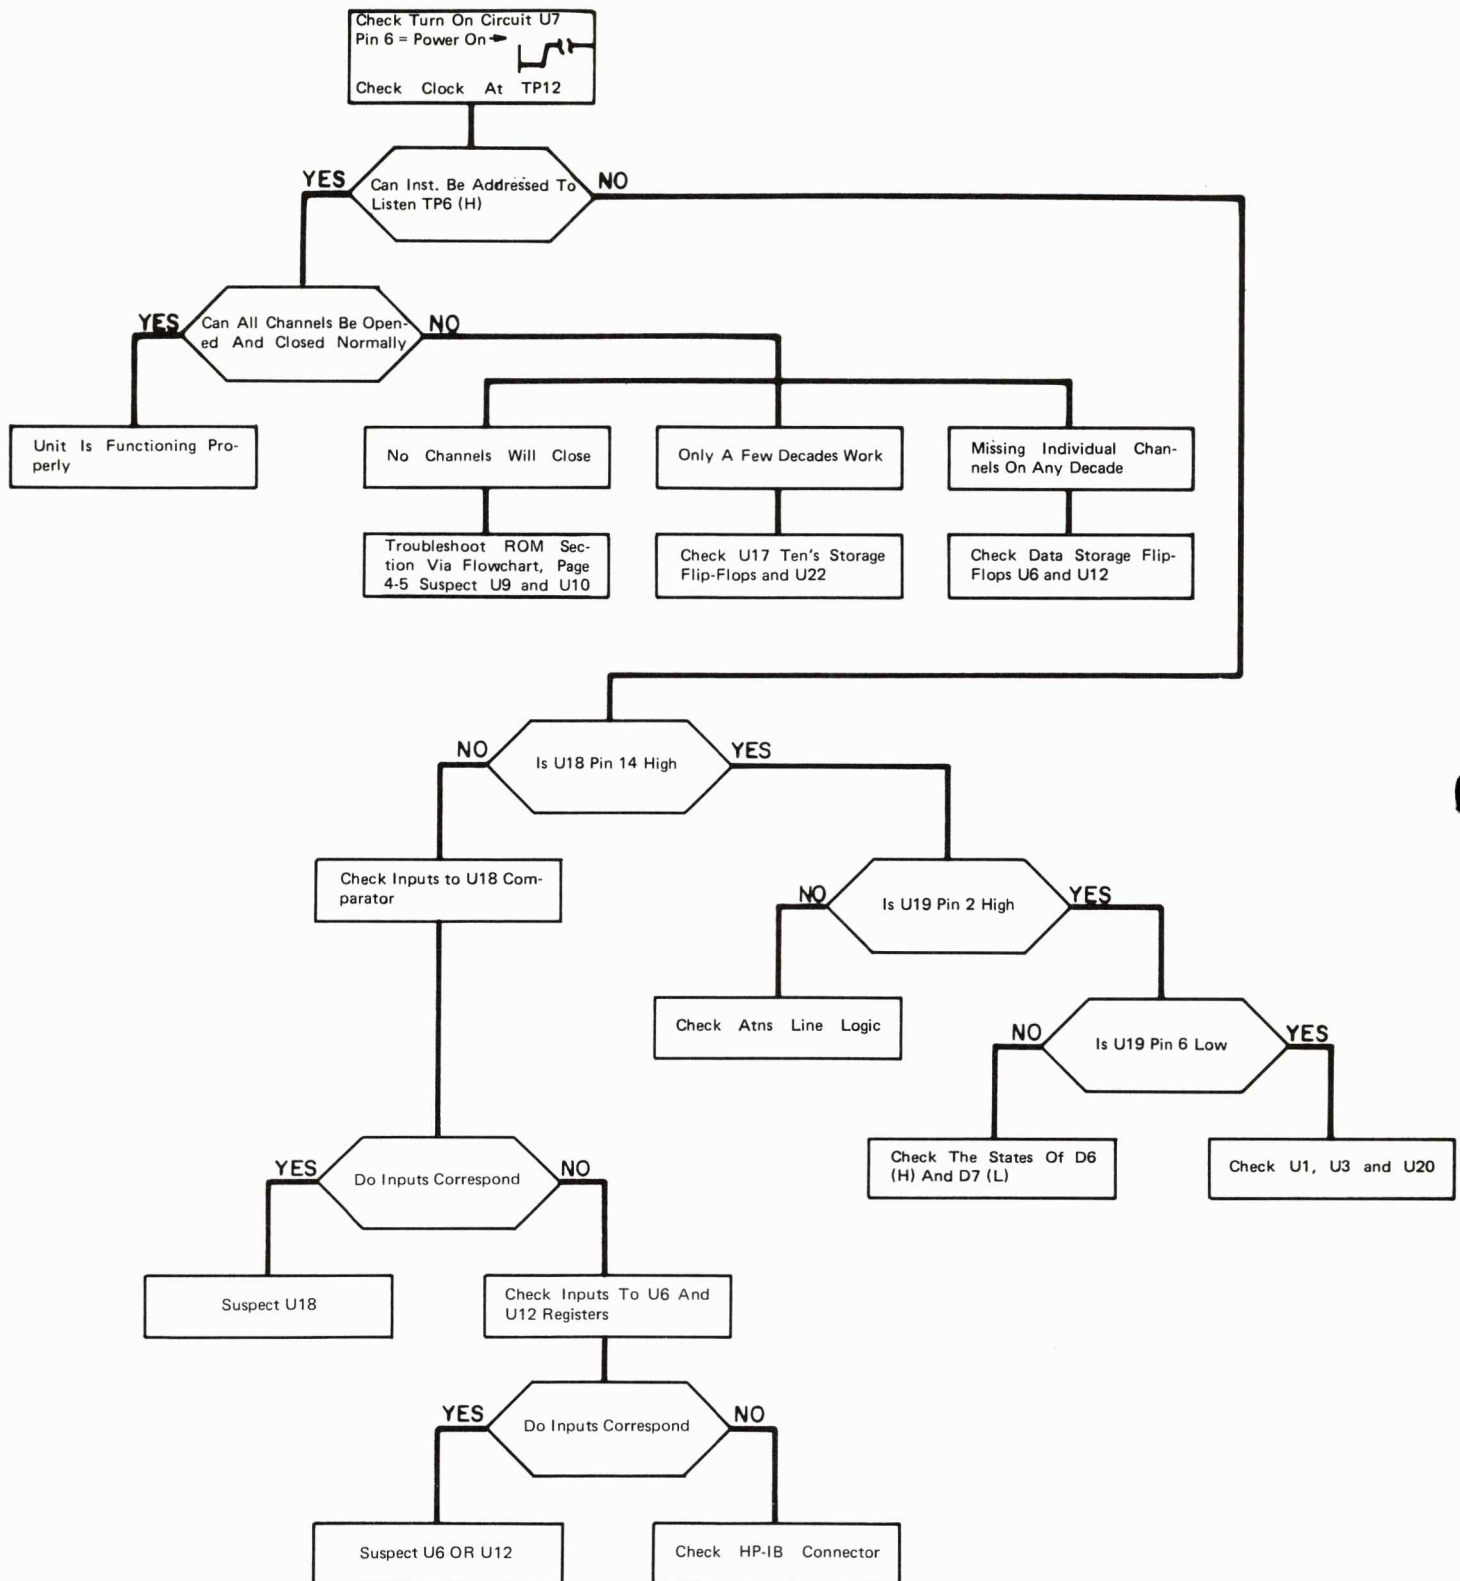 Check Turn On Circuit U7
Pin 6 = Power On
Check Clock At TP12
YES
Can Inst. Be Addressed To
Listen TP6 (H)
NO
YES
Can All Channels Be Open-
ed And Closed Normally
NO
Unit Is Functioning Pro-
perly
No Channels Will Close
Only A Few Decades Work
Missing Individual Chan-
nels On Any Decade
Troubleshoot ROM Sec-
tion Via Flowchart, Page
4-5 Suspect U9 and U10
Check U17 Ten's Storage
Flip-Flops and U22
Check Data Storage Flip-
Flops U6 and U12
NO
Is U18 Pin 14 High
YES
Check Inputs to U18 Com-
parator
NO
Is U19 Pin 2 High
YES
Check Atns Line Logic
NO
Is U19 Pin 6 Low
YES
Check The States Of D6
(H) And D7 (L)
Check U1, U3 and U20
YES
Do Inputs Correspond
NO
Suspect U18
Check Inputs To U6 And
U12 Registers
YES
Do Inputs Correspond
NO
Suspect U6 OR U12
Check HP-IB Connector